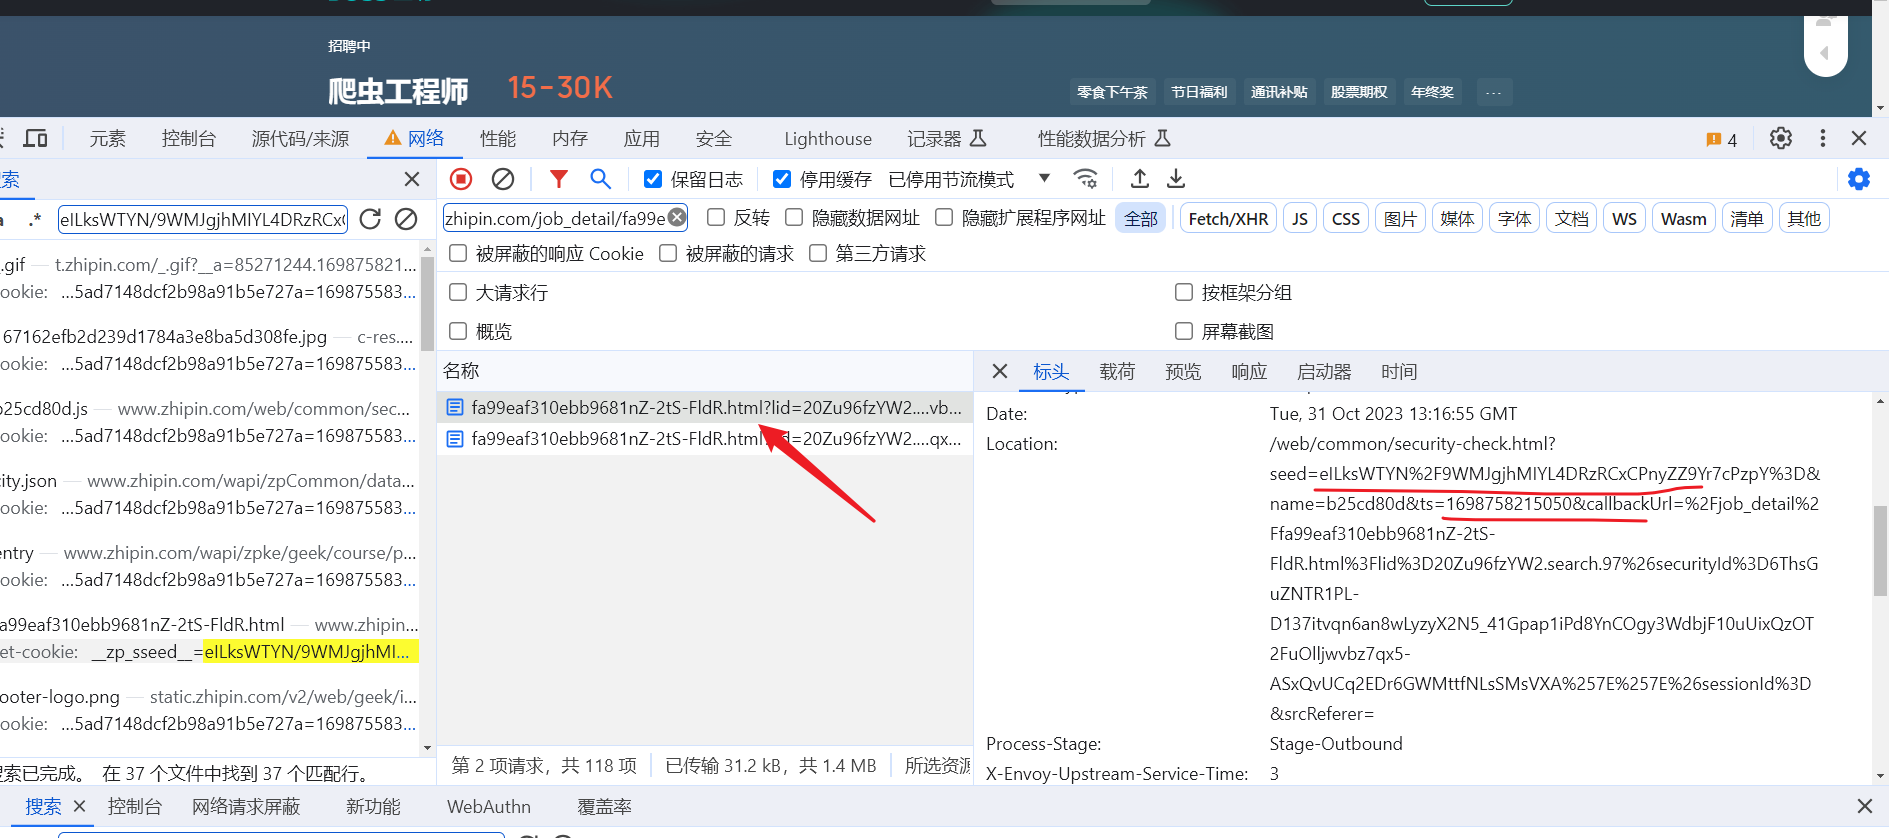 招聘中
爬虫工程师 15-30K
零食下午茶 节日福利 通讯补贴 股票期权 年终奖 ...
元素 控制台 源代码/来源 网络 性能 内存 应用 安全 Lighthouse 记录器 性能数据分析 4
索
保留日志 停用缓存 已停用节流模式
.* eILksWTYN/9WMJgjhMIYL4DRzRCx
zhipin.com/job_detail/fa99e 反转 隐藏数据网址 隐藏扩展程序网址 全部 Fetch/XHR JS CSS 图片 媒体 字体 文档 WS Wasm 清单 其他
被屏蔽的响应 Cookie 被屏蔽的请求 第三方请求
大请求行 按框架分组
概览 屏幕截图
.gif — t.zhipin.com/_.gif?__a=85271244.169875821...
ookie: ...5ad7148dcf2b98a91b5e727a=169875583...
67162efb2d239d1784a3e8ba5d308fe.jpg — c-res....
ookie: ...5ad7148dcf2b98a91b5e727a=169875583...
b25cd80d.js — www.zhipin.com/web/common/sec...
ookie: ...5ad7148dcf2b98a91b5e727a=169875583...
city.json — www.zhipin.com/wapi/zpCommon/data...
ookie: ...5ad7148dcf2b98a91b5e727a=169875583...
entry — www.zhipin.com/wapi/zpke/geek/course/p...
ookie: ...5ad7148dcf2b98a91b5e727a=169875583...
a99eaf310ebb9681nZ-2tS-FldR.html — www.zhipin...
et-cookie: __zp_sseed__=eILksWTYN/9WMJgjhMI...
ooter-logo.png — static.zhipin.com/v2/web/geek/i...
ookie: ...5ad7148dcf2b98a91b5e727a=169875583...
搜索已完成。 在 37 个文件中找到 37 个匹配行。
名称
fa99eaf310ebb9681nZ-2tS-FldR.html?lid=20Zu96fzYW2....vb...
fa99eaf310ebb9681nZ-2tS-FldR.html?lid=20Zu96fzYW2....qx...
第 2 项请求，共 118 项 已传输 31.2 kB，共 1.4 MB 所选资源
标头 载荷 预览 响应 启动器 时间
Date: Tue, 31 Oct 2023 13:16:55 GMT
Location: /web/common/security-check.html?
seed=eILksWTYN%2F9WMJgjhMIYL4DRzRCxCPnyZZ9Yr7cPzpY%3D&
name=b25cd80d&ts=1698758215050&callbackUrl=%2Fjob_detail%2
Ffa99eaf310ebb9681nZ-2tS-
FldR.html%3Flid%3D20Zu96fzYW2.search.97%26securityId%3D6ThsG
uZNTR1PL-
D137itvqn6an8wLyzyX2N5_41Gpap1iPd8YnCOgy3WdbjF10uUixQzOT
2FuOlljwvbz7qx5-
ASxQvUCq2EDr6GWMttfNLsSMsVXA%257E%257E%26sessionId%3D
&srcReferer=
Process-Stage: Stage-Outbound
X-Envoy-Upstream-Service-Time: 3
搜索 控制台 网络请求屏蔽 新功能 WebAuthn 覆盖率